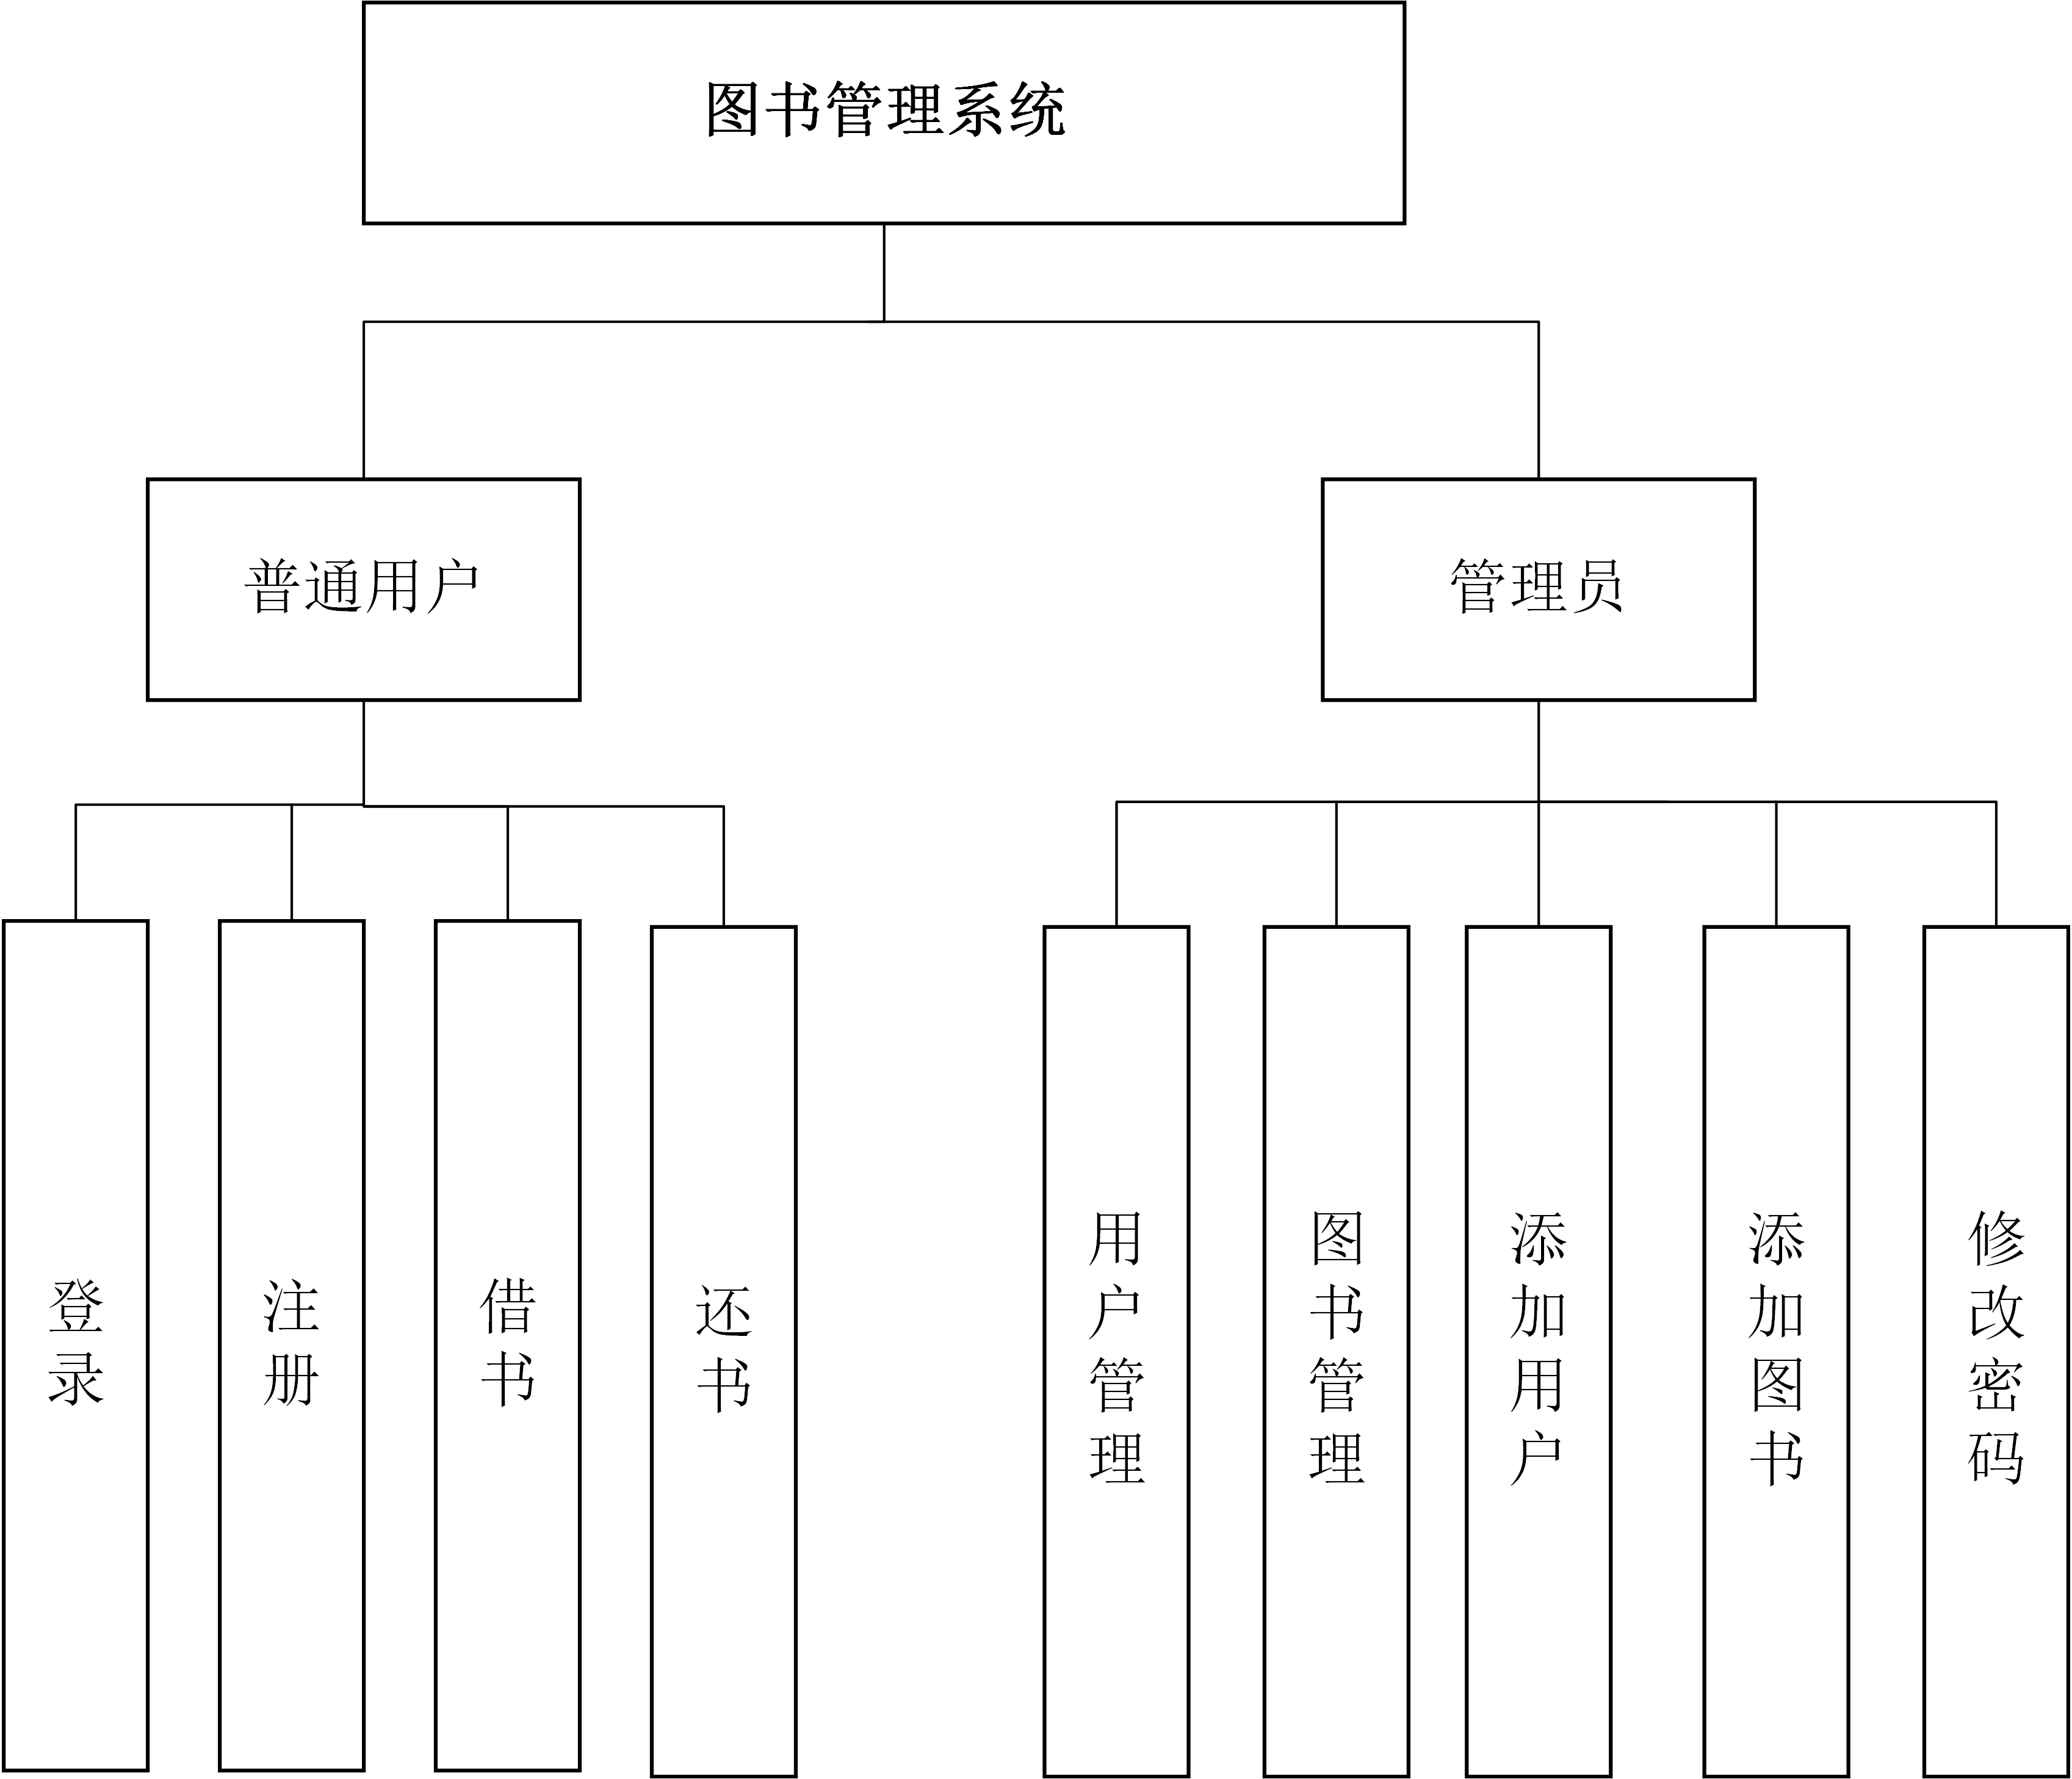 图书管理系统
普通用户
管理员
登录
注册
借书
还书
用户管理
图书管理
添加用户
添加图书
修改密码